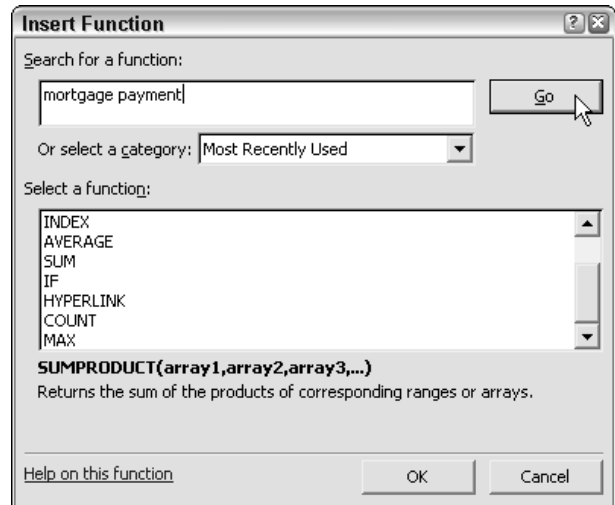 Insert Function
Search for a function:
mortgage payment
Go
Or select a category: Most Recently Used
Select a function:
INDEX
AVERAGE
SUM
IF
HYPERLINK
COUNT
MAX
SUMPRODUCT(array1,array2,array3,...)
Returns the sum of the products of corresponding ranges or arrays.
Help on this function
OK
Cancel